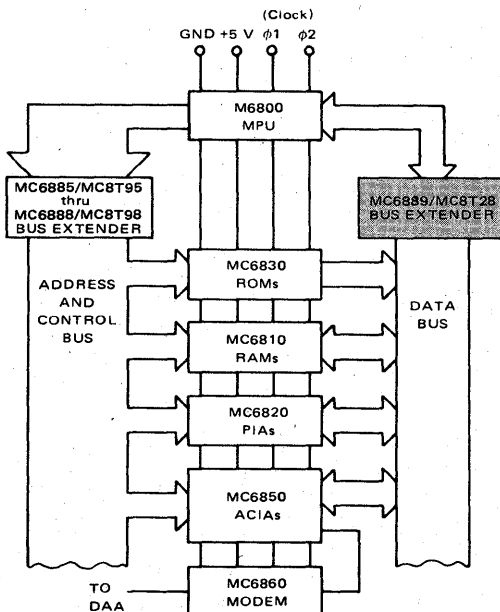 (Clock)
GND +5 V ϕ1 ϕ2
M6800
MPU
MC6885/MC8T95
thru
MC6888/MC8T98
BUS EXTENDER
MC6889/MC8T28
BUS EXTENDER
ADDRESS
AND
CONTROL
BUS
MC6830
ROMs
DATA
BUS
MC6810
RAMs
MC6820
PIAs
MC6850
ACIAs
TO
DAA
MC6860
MODEM